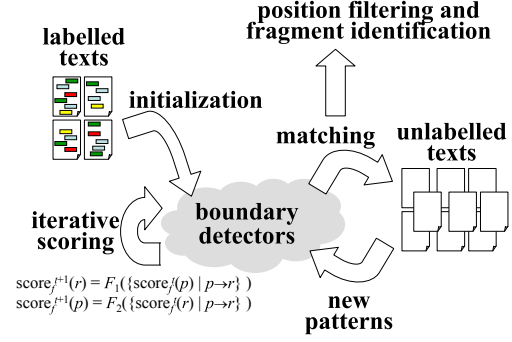 position filtering and
fragment identification
labelled
texts
initialization
matching
unlabelled
texts
iterative
scoring
boundary
detectors
score_f^{t+1}(r) = F_1({score_f^t(p) | p→r} )
score_f^{t+1}(p) = F_2({score_f^t(r) | p→r} )
new
patterns